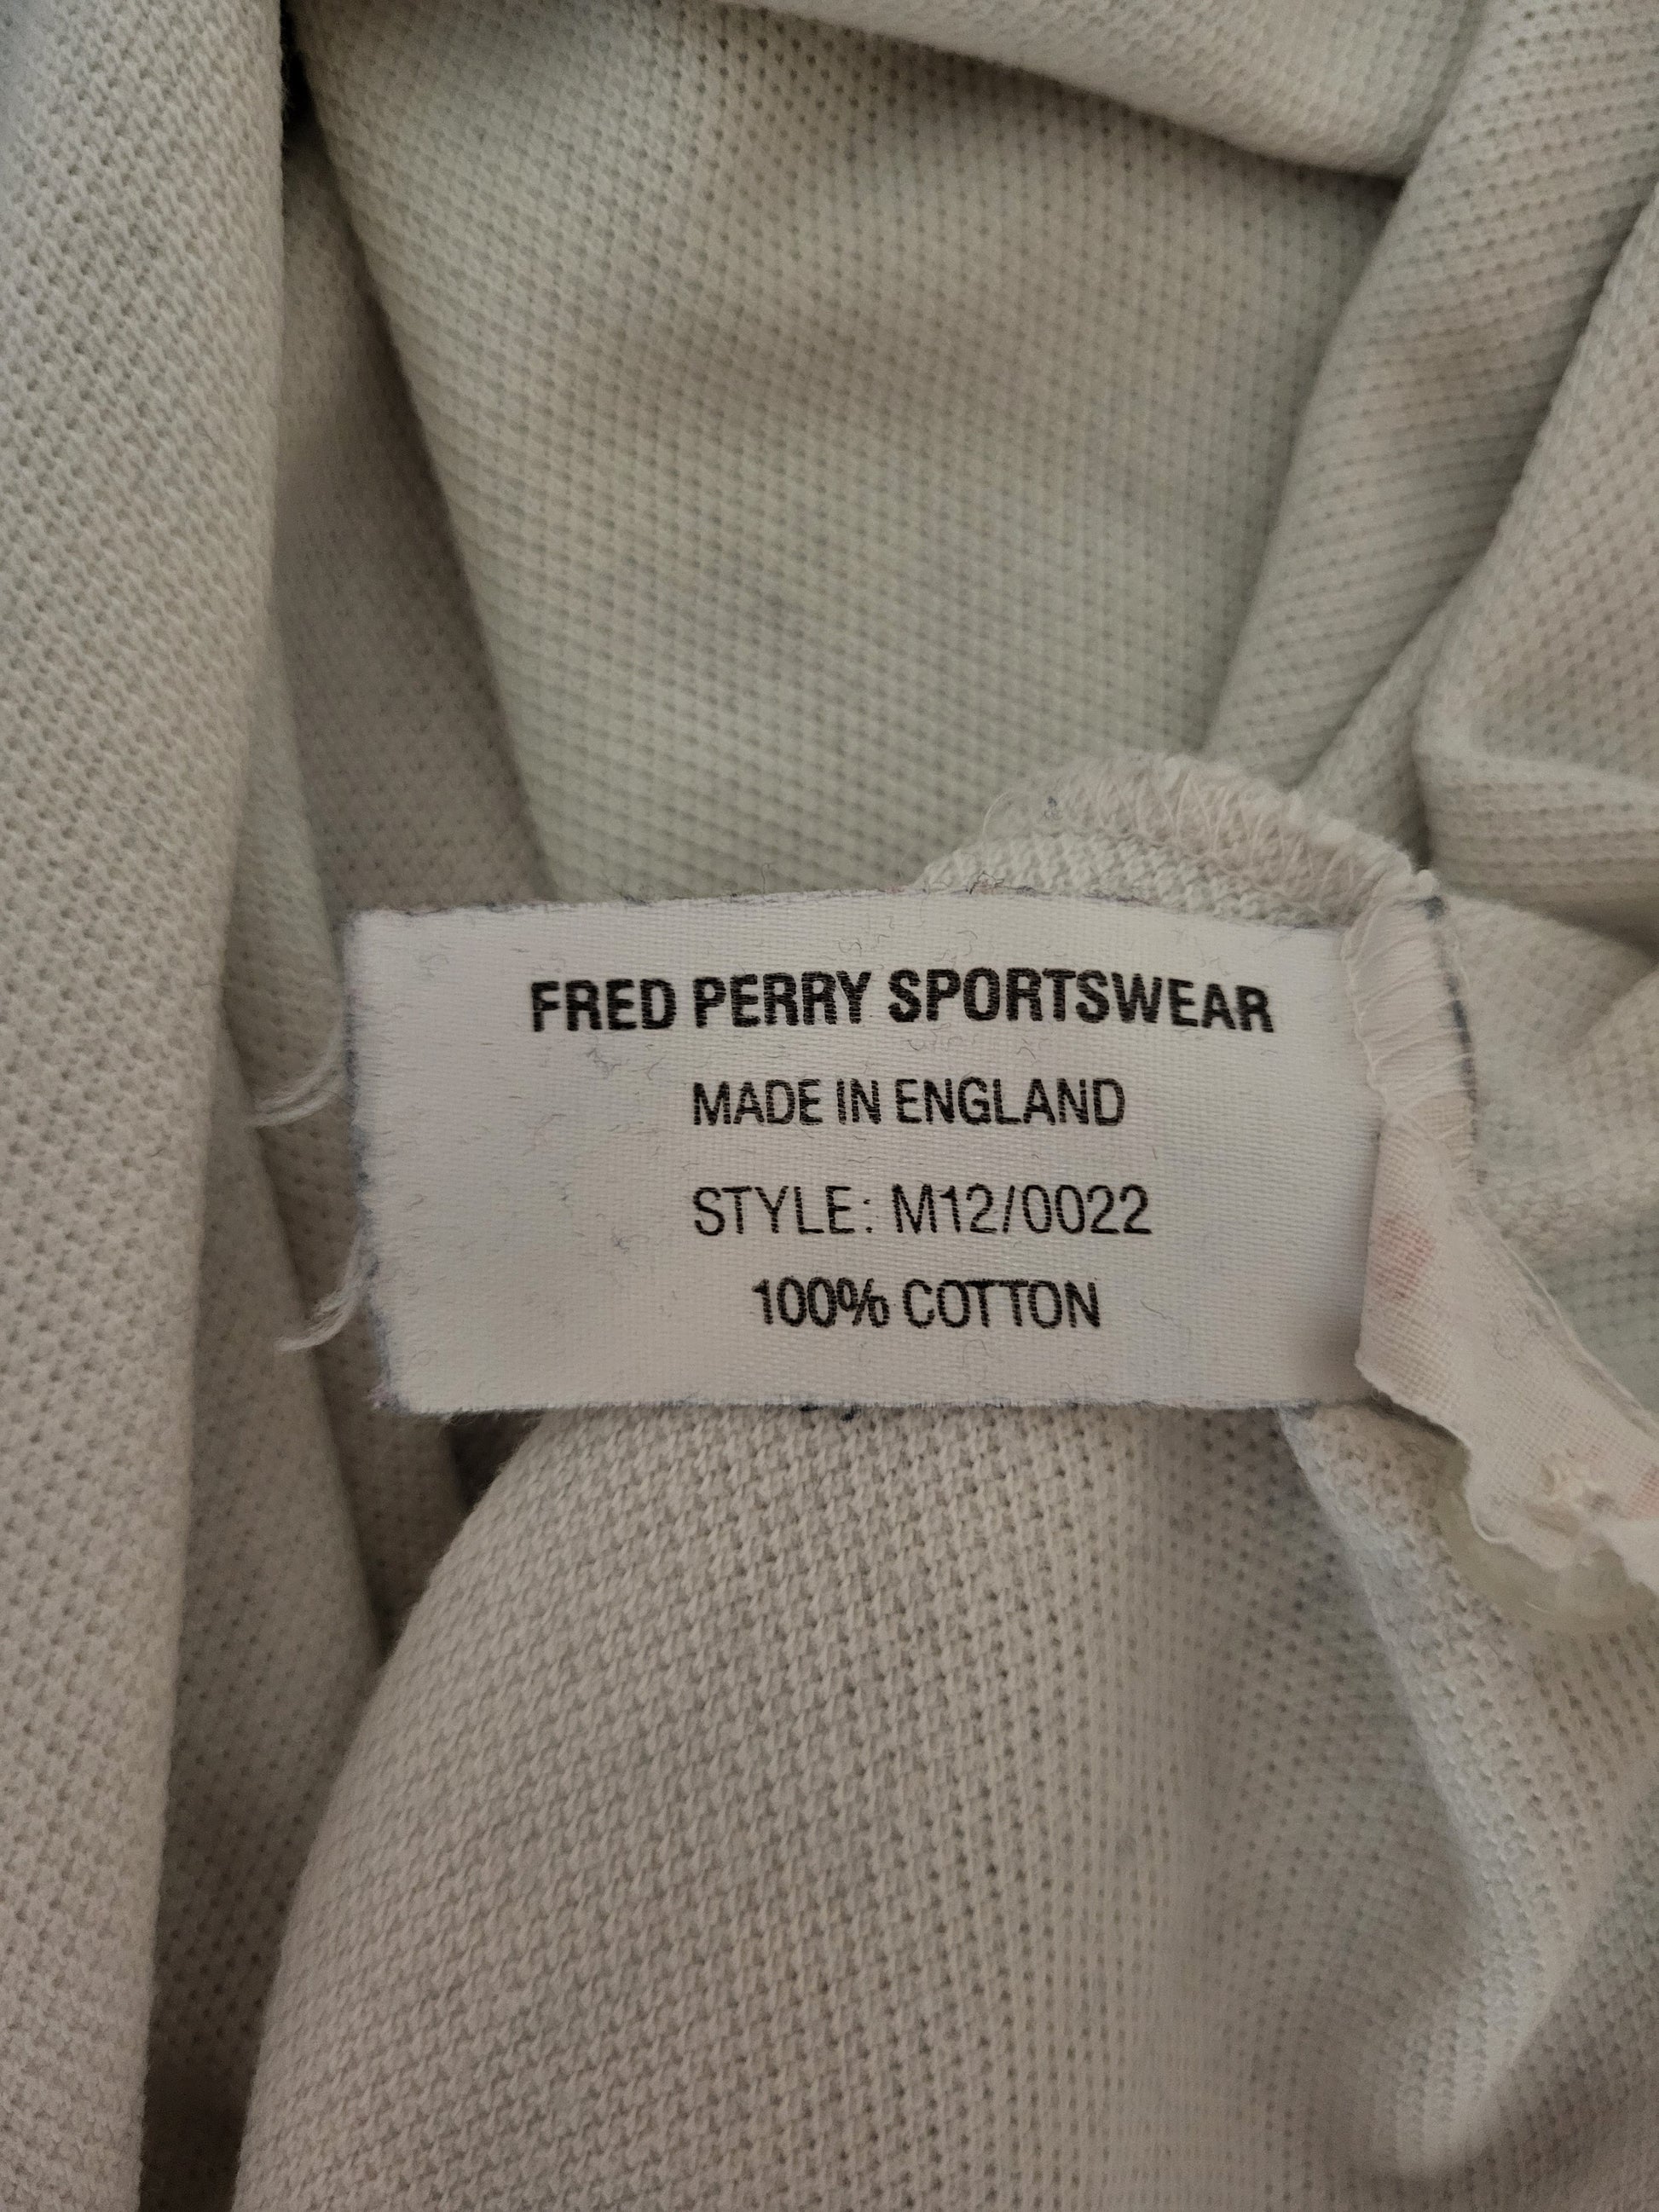 FRED PERRY SPORTSWEAR
MADE IN ENGLAND
STYLE: M12/0022
100% COTTON